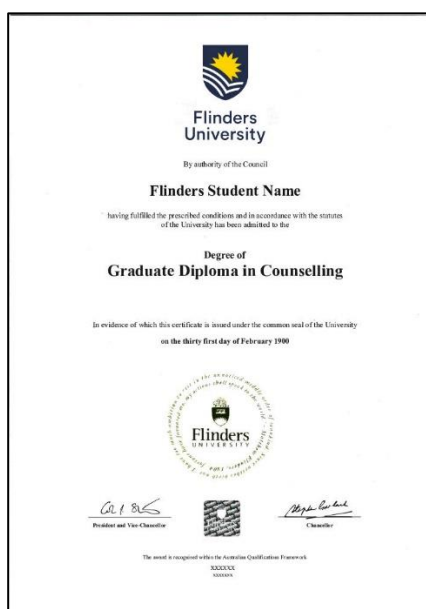 Flinders
University
By authority of the Council
Flinders Student Name
having fulfilled the prescribed conditions and in accordance with the statutes
of the University has been admitted to the
Degree of
Graduate Diploma in Counselling
In evidence of which this certificate is issued under the common seal of the University
on the thirty first day of February 1900
Flinders
UNIVERSITY
President and Vice-Chancellor
Chancellor
The award is recognised within the Australian Qualifications Framework
XXXXXX
XXXXXX